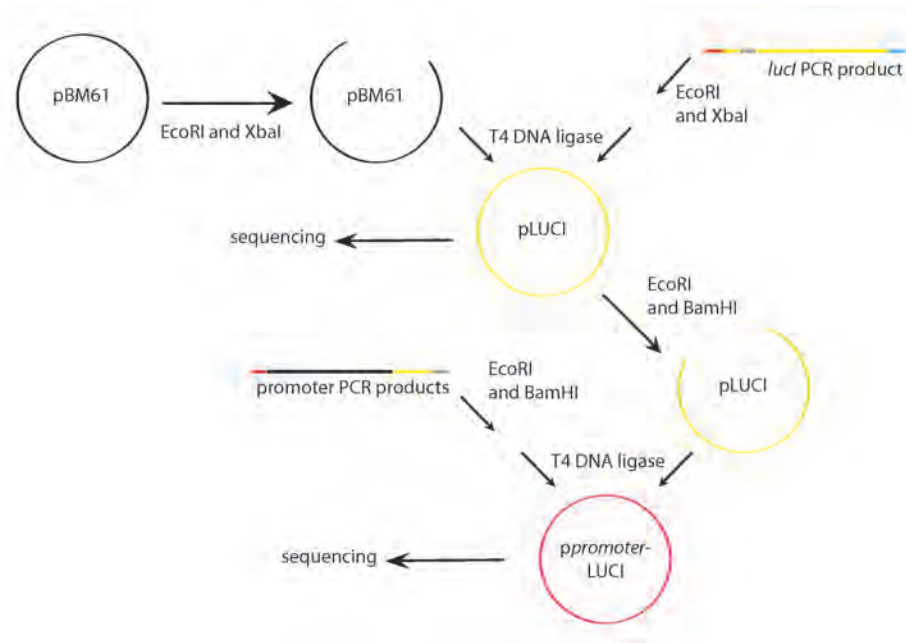 pBM61
EcoRI and XbaI
pBM61
lucI PCR product
EcoRI
and XbaI
T4 DNA ligase
pLUCI
sequencing
EcoRI
and BamHI
promoter PCR products
EcoRI
and BamHI
pLUCI
T4 DNA ligase
ppromoter-
LUCI
sequencing